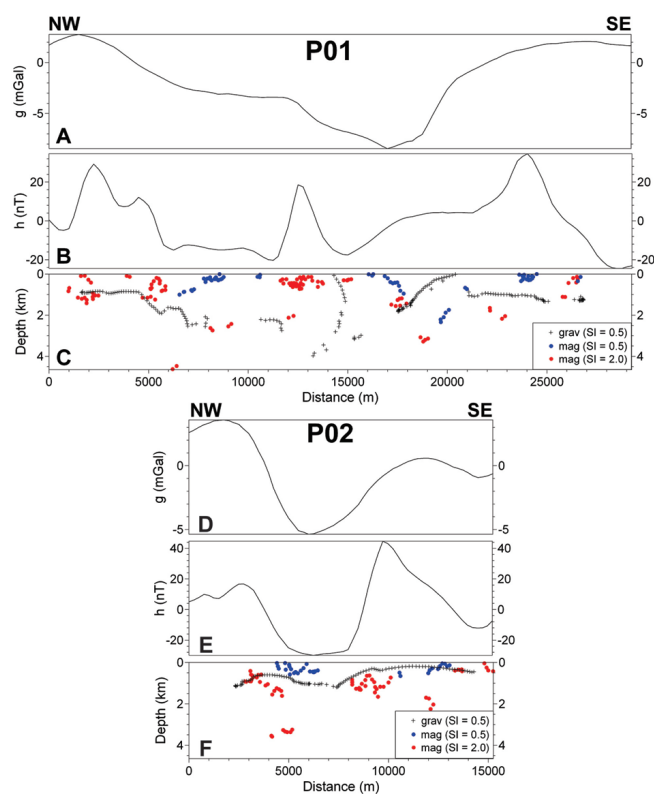 NW SE
P01
g (mGal)
0 0
-5 -5
A
h (nT)
20 20
0 0
-20 -20
B
Depth (km)
0 0
2 2
4 4
C
+ grav (SI = 0.5)
mag (SI = 0.5)
mag (SI = 2.0)
0 5000 10000 15000 20000 25000
Distance (m)
NW SE
P02
g (mGal)
0 0
-5 -5
D
h (nT)
40 40
20 20
0 0
-20 -20
E
Depth (km)
0 0
2 2
4 4
F
+ grav (SI = 0.5)
mag (SI = 0.5)
mag (SI = 2.0)
0 5000 10000 15000
Distance (m)